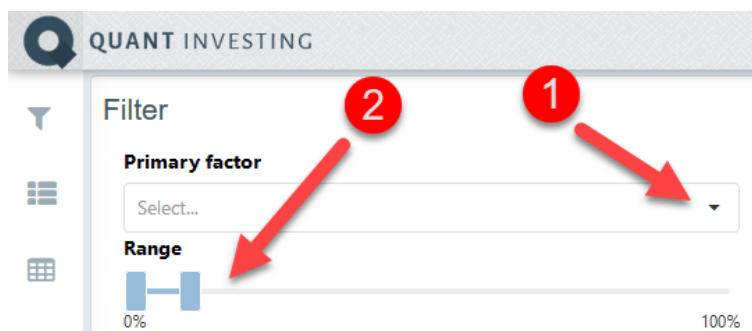 QUANT INVESTING
Filter
2
1
Primary factor
Select...
Range
0% 100%